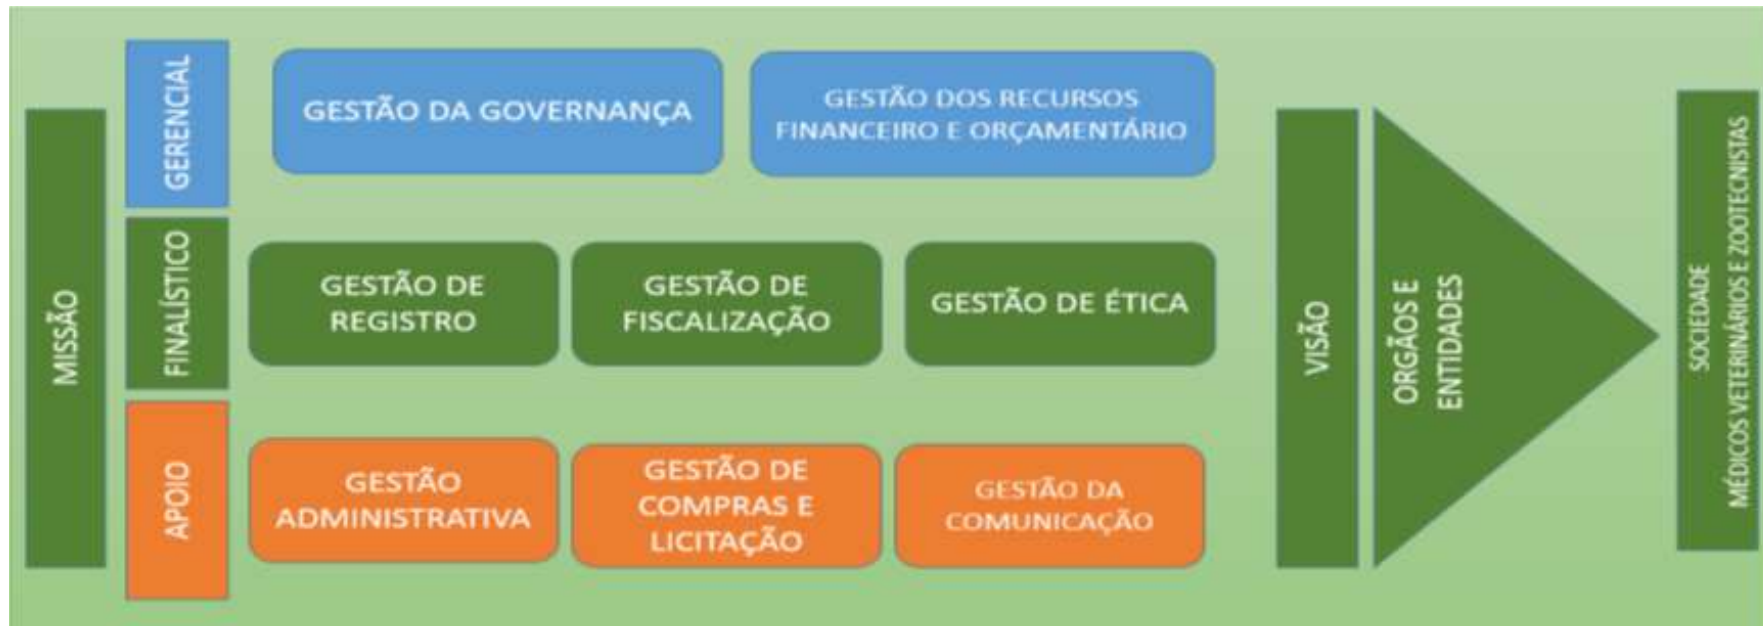 MISSÃO
GERENCIAL
GESTÃO DA GOVERNANÇA
GESTÃO DOS RECURSOS
FINANCEIRO E ORÇAMENTÁRIO
FINALÍSTICO
GESTÃO DE
REGISTRO
GESTÃO DE
FISCALIZAÇÃO
GESTÃO DE ÉTICA
APOIO
GESTÃO
ADMINISTRATIVA
GESTÃO DE
COMPRAS E
LICITAÇÃO
GESTÃO DA
COMUNICAÇÃO
VISÃO
ORGÃOS E
ENTIDADES
SOCIEDADE
MÉDICOS VETERINÁRIOS E ZOOTECNISTAS